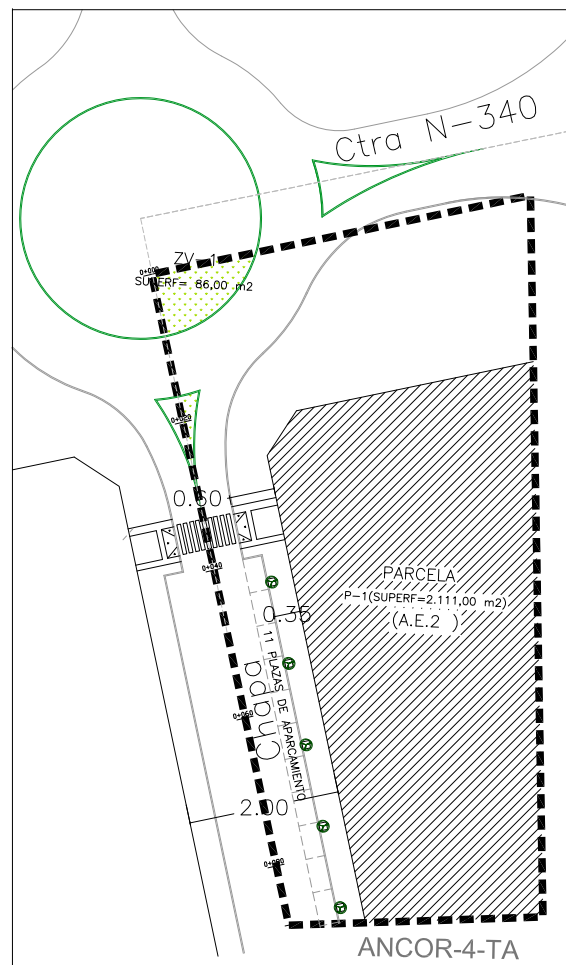 Ctra N-340
ZV-1
0+000
SUPERF= 86,00 m2
0+020
0.60
0+040
PARCELA
P-1(SUPERF=2.111,00 m2)
(A.E.2 )
0.35
11 PLAZAS DE APARCAMIENTO
0+060
2.00
0+080
ANCOR-4-TA